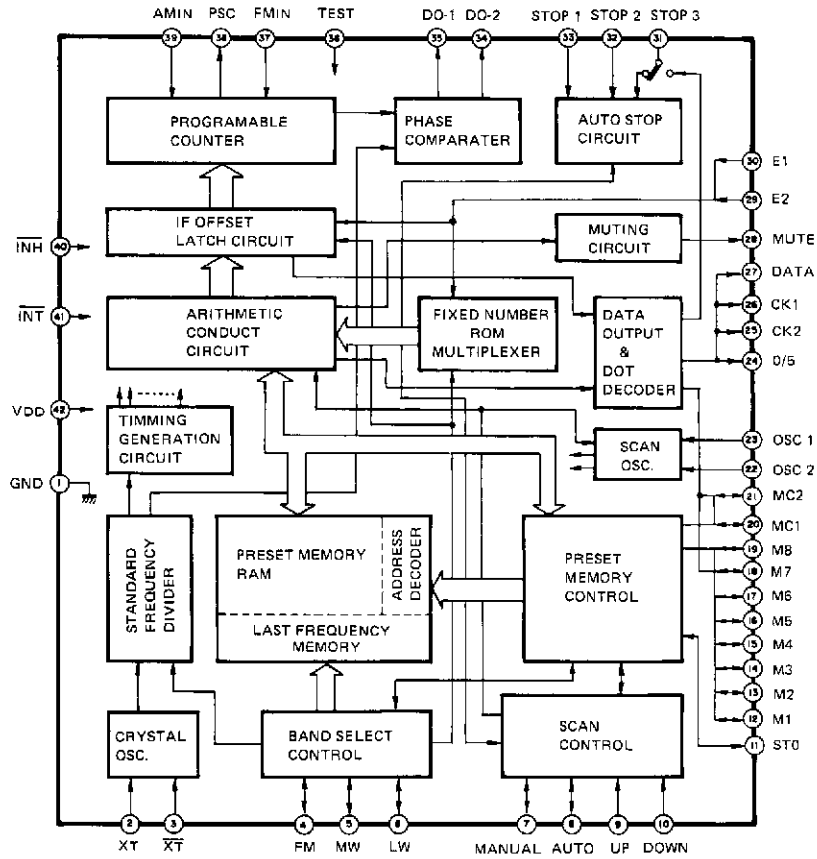 AMIN PSC FMIN TEST DO-1 DO-2 STOP 1 STOP 2 STOP 3
39 38 37 36 35 34 33 32 31
PROGRAMABLE
COUNTER
PHASE
COMPARATER
AUTO STOP
CIRCUIT
30 E1
29 E2
IF OFFSET
LATCH CIRCUIT
MUTING
CIRCUIT
28 MUTE
INH
40
27 DATA
26 CK1
25 CK2
24 0/5
INT
41
ARITHMETIC
CONDUCT
CIRCUIT
FIXED NUMBER
ROM
MULTIPLEXER
DATA
OUTPUT
&
DOT
DECODER
VDD
42
TIMMING
GENERATION
CIRCUIT
SCAN
OSC.
23 OSC 1
22 OSC 2
GND
1
21 MC2
20 MC1
19 M8
18 M7
17 M6
16 M5
15 M4
14 M3
13 M2
12 M1
11 ST0
STANDARD
FREQUENCY
DIVIDER
PRESET MEMORY
RAM
ADDRESS
DECODER
LAST FREQUENCY
MEMORY
PRESET
MEMORY
CONTROL
CRYSTAL
OSC.
BAND SELECT
CONTROL
SCAN
CONTROL
2 3 4 5 6 7 8 9 10
XT XT FM MW LW MANUAL AUTO UP DOWN